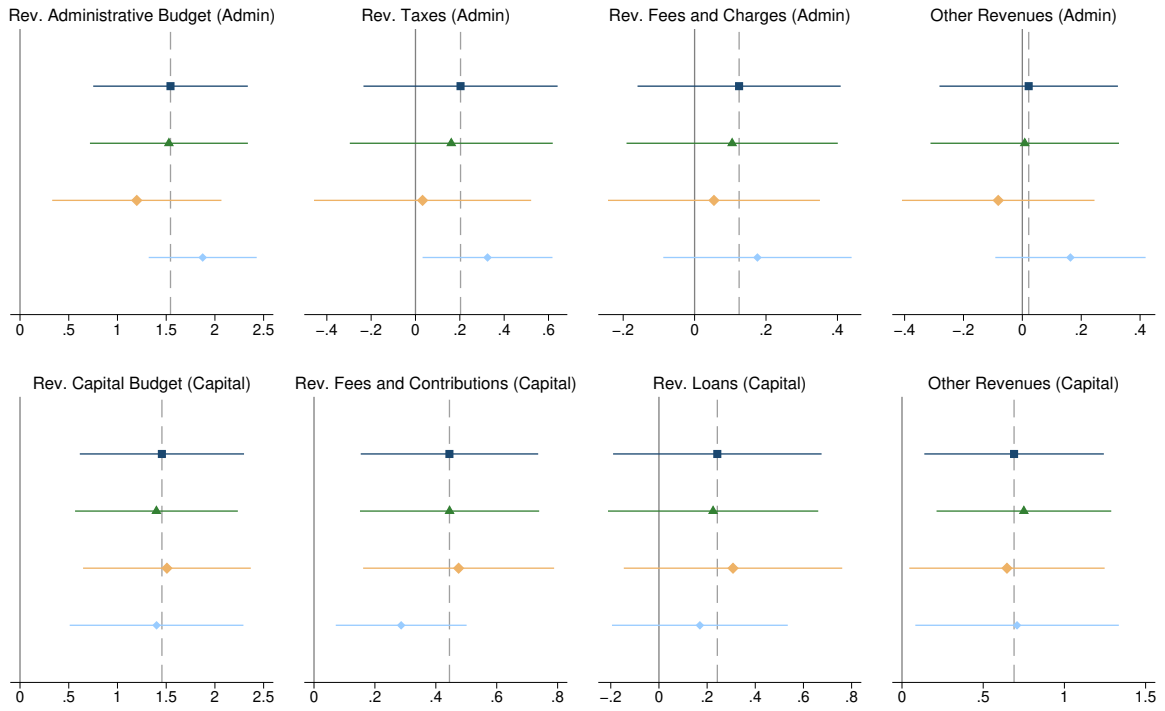 Rev. Administrative Budget (Admin)
Rev. Taxes (Admin)
Rev. Fees and Charges (Admin)
Other Revenues (Admin)
0 .5 1 1.5 2 2.5
−.4 −.2 0 .2 .4 .6
−.2 0 .2 .4
−.4 −.2 0 .2 .4
Rev. Capital Budget (Capital)
Rev. Fees and Contributions (Capital)
Rev. Loans (Capital)
Other Revenues (Capital)
0 .5 1 1.5 2 2.5
0 .2 .4 .6 .8
−.2 0 .2 .4 .6 .8
0 .5 1 1.5